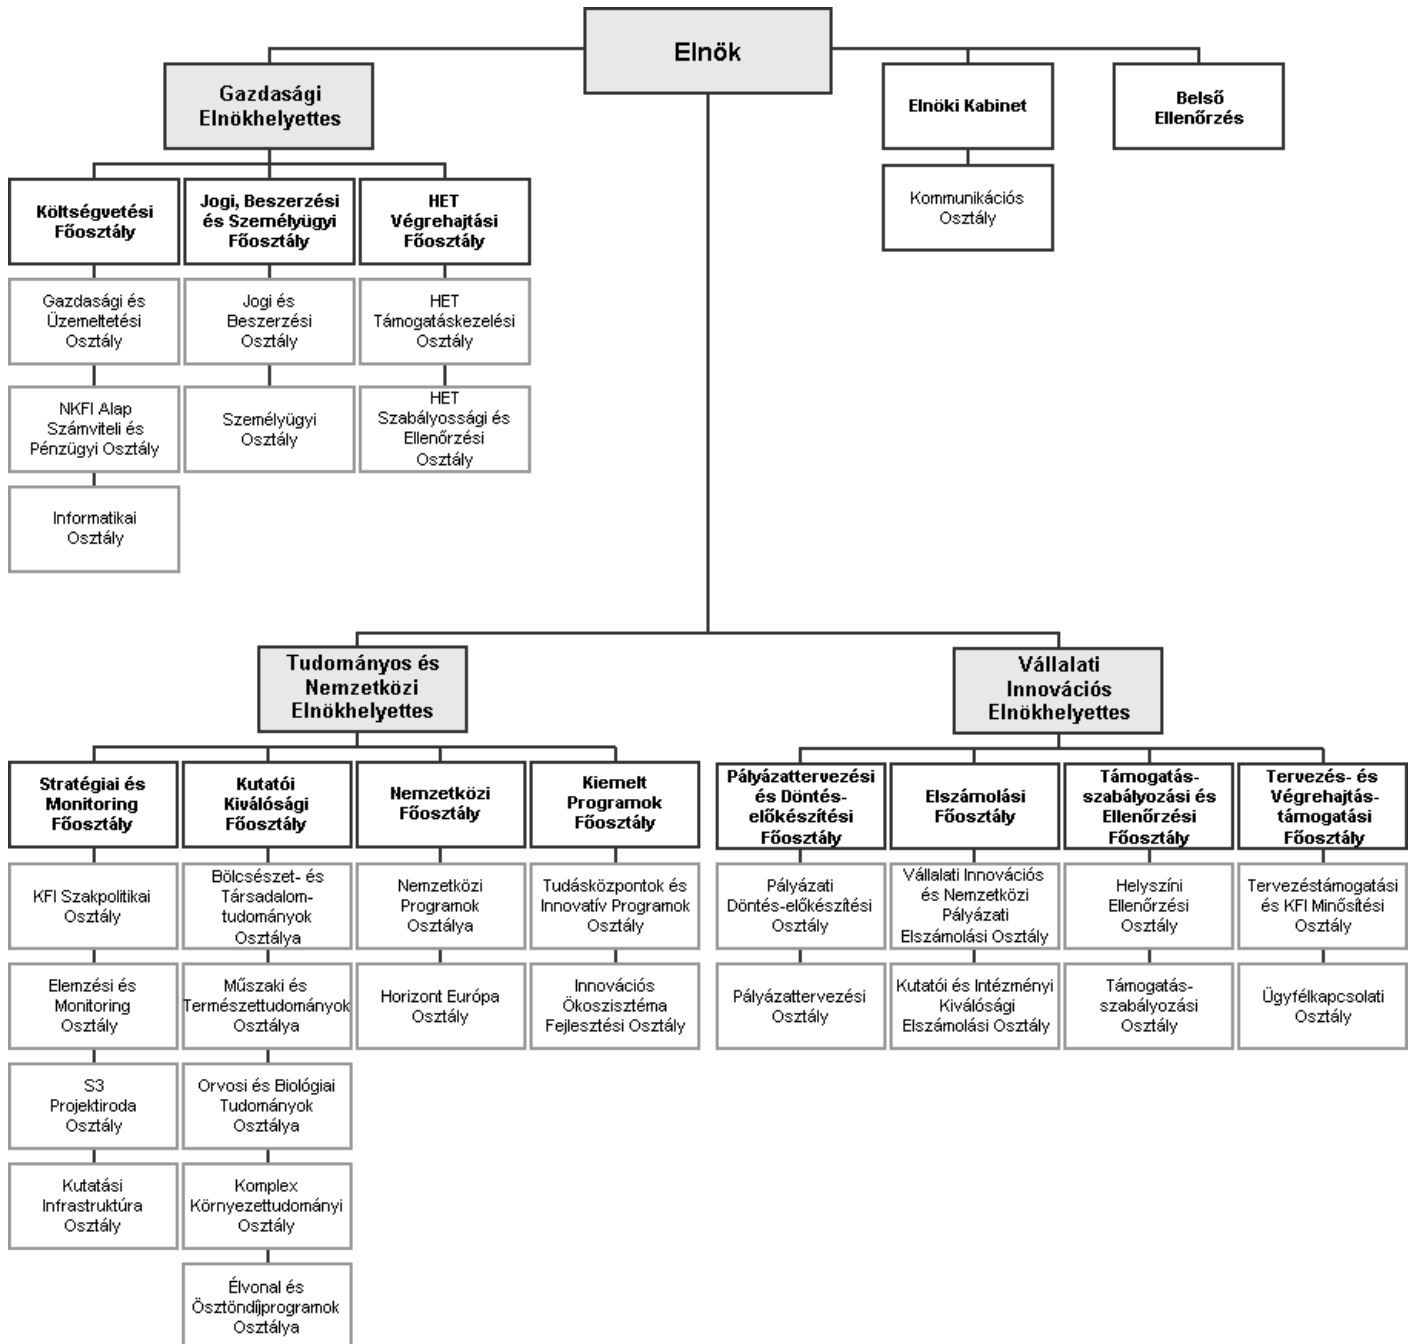 Elnök
Gazdasági
Elnökhelyettes
Elnöki Kabinet
Belső
Ellenőrzés
Kommunikációs
Osztály
Költségvetési
Főosztály
Jogi, Beszerzési
és Személyügyi
Főosztály
HET
Végrehajtási
Főosztály
Gazdasági és
Üzemeltetési
Osztály
Jogi és
Beszerzési
Osztály
HET
Támogatáskezelési
Osztály
NKFI Alap
Számviteli és
Pénzügyi Osztály
Személyügyi
Osztály
HET
Szabályossági és
Ellenőrzési
Osztály
Informatikai
Osztály
Tudományos és
Nemzetközi
Elnökhelyettes
Vállalati
Innovációs
Elnökhelyettes
Stratégiai és
Monitoring
Főosztály
Kutatói
Kiválósági
Főosztály
Nemzetközi
Főosztály
Kiemelt
Programok
Főosztály
Pályázattervezési
és Döntés-
előkészítési
Főosztály
Elszámolási
Főosztály
Támogatás-
szabályozási és
Ellenőrzési
Főosztály
Tervezés- és
Végrehajtás-
támogatási
Főosztály
KFI Szakpolitikai
Osztály
Bölcsészet- és
Társadalom-
tudományok
Osztálya
Nemzetközi
Programok
Osztálya
Tudásközpontok és
Innovatív Programok
Osztály
Pályázati
Döntés-előkészítési
Osztály
Vállalati Innovációs
és Nemzetközi
Pályázati
Elszámolási Osztály
Helyszíni
Ellenőrzési
Osztály
Tervezéstámogatási
és KFI Minősítési
Osztály
Elemzési és
Monitoring
Osztály
Műszaki és
Természettudományok
Osztálya
Horizont Európa
Osztály
Innovációs
Ökoszisztéma
Fejlesztési Osztály
Pályázattervezési
Osztály
Kutatói és Intézményi
Kiválósági
Elszámolási Osztály
Támogatás-
szabályozási
Osztály
Ügyfélkapcsolati
Osztály
S3
Projektiroda
Osztály
Orvosi és Biológiai
Tudományok
Osztálya
Kutatási
Infrastruktúra
Osztály
Komplex
Környezettudományi
Osztály
Élvonal és
Ösztöndíjprogramok
Osztálya